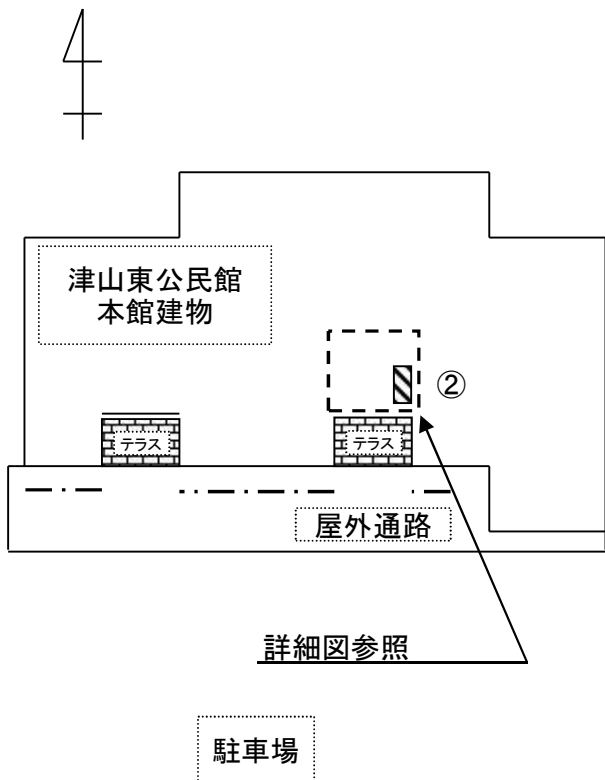 津山東公民館
本館建物
②
テラス
テラス
屋外通路
詳細図参照
駐車場